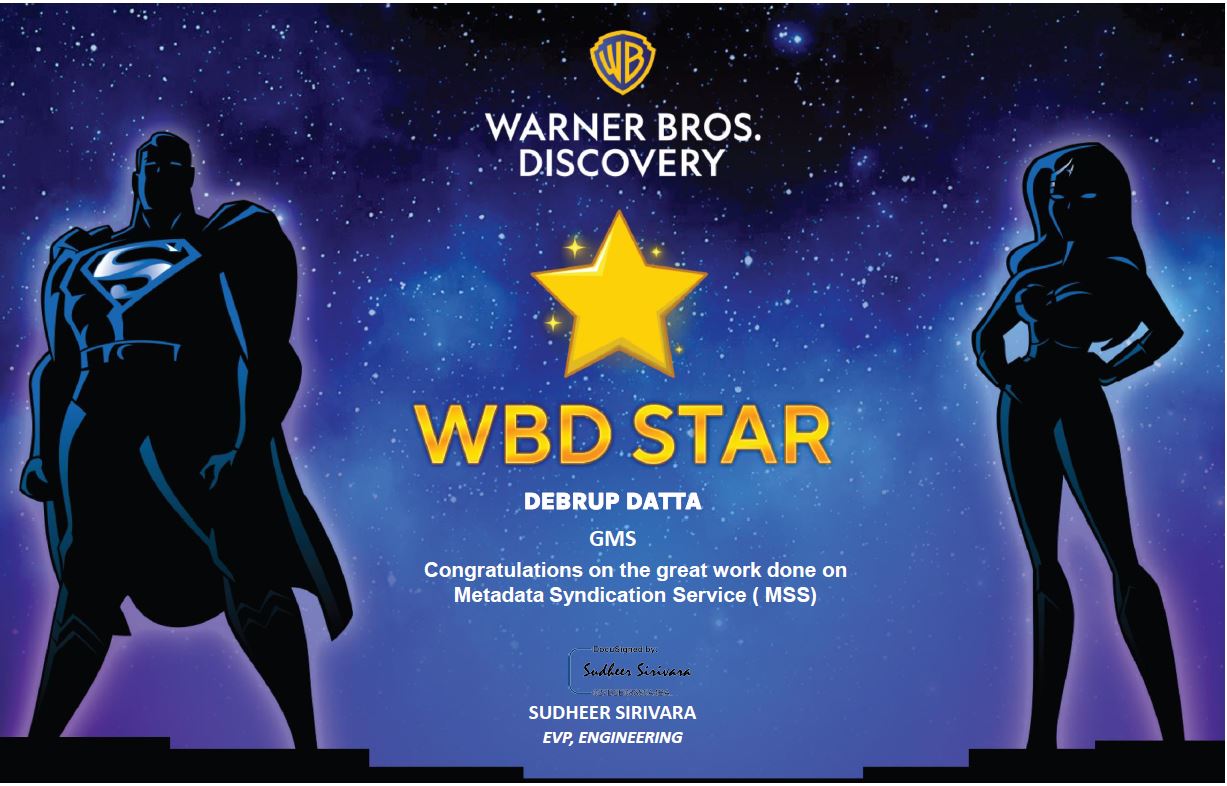 WB
WARNER BROS.
DISCOVERY
S
WBD STAR
DEBRUP DATTA
GMS
Congratulations on the great work done on
Metadata Syndication Service ( MSS)
DocuSigned by:
Sudheer Sirivara
SUDHEER SIRIVARA
EVP, ENGINEERING